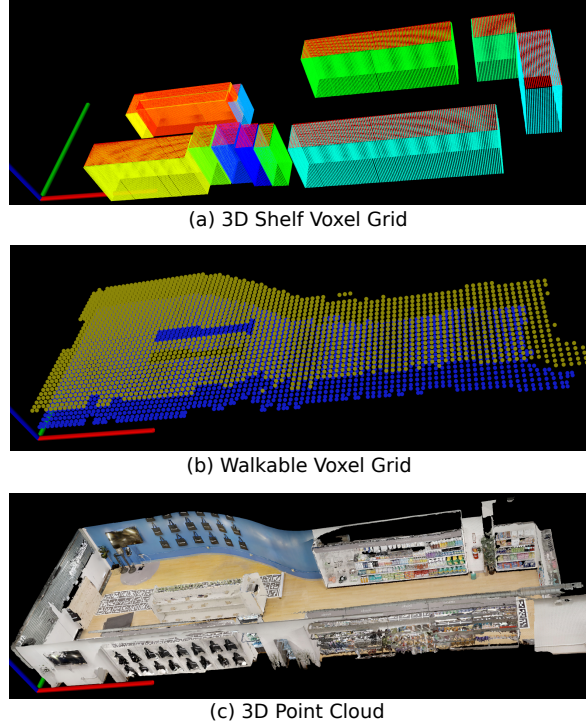 (a) 3D Shelf Voxel Grid
(b) Walkable Voxel Grid
(c) 3D Point Cloud